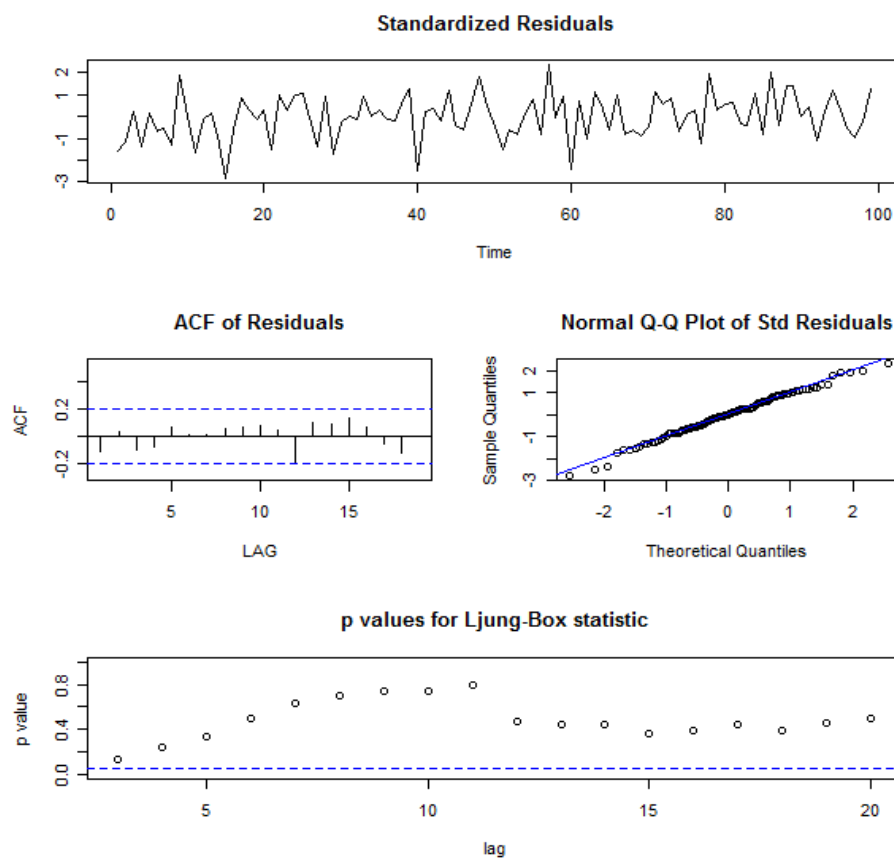 Standardized Residuals
2
1
-1
-3
0 20 40 60 80 100
Time
ACF of Residuals
ACF
0.2
-0.2
5 10 15
LAG
Normal Q-Q Plot of Std Residuals
Sample Quantiles
2
1
-1
-3
-2 -1 0 1 2
Theoretical Quantiles
p values for Ljung-Box statistic
p value
0.8
0.4
0.0
5 10 15 20
lag